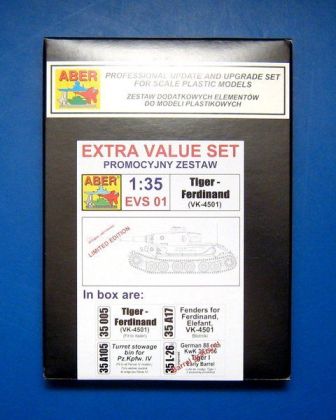 ABER
PROFESSIONAL UPDATE AND UPGRADE SET
FOR SCALE PLASTIC MODELS
ZESTAW DODATKOWYCH ELEMENTÓW
DO MODELI PLASTIKOWYCH
EXTRA VALUE SET
PROMOCYJNY ZESTAW
ABER
1:35
EVS 01
Tiger -
Ferdinand
(VK-4501)
LIMITED EDITION
In box are:
35 005
Tiger -
Ferdinand
(VK-4501)
35 A17
Fenders for
Ferdinand,
Elefant,
VK-4501
35 A105
Turret stowage
bin for
Pz.Kpfw. IV
35 L-26
German 88
KwK 36 L/56
Tiger I
Early Barrel